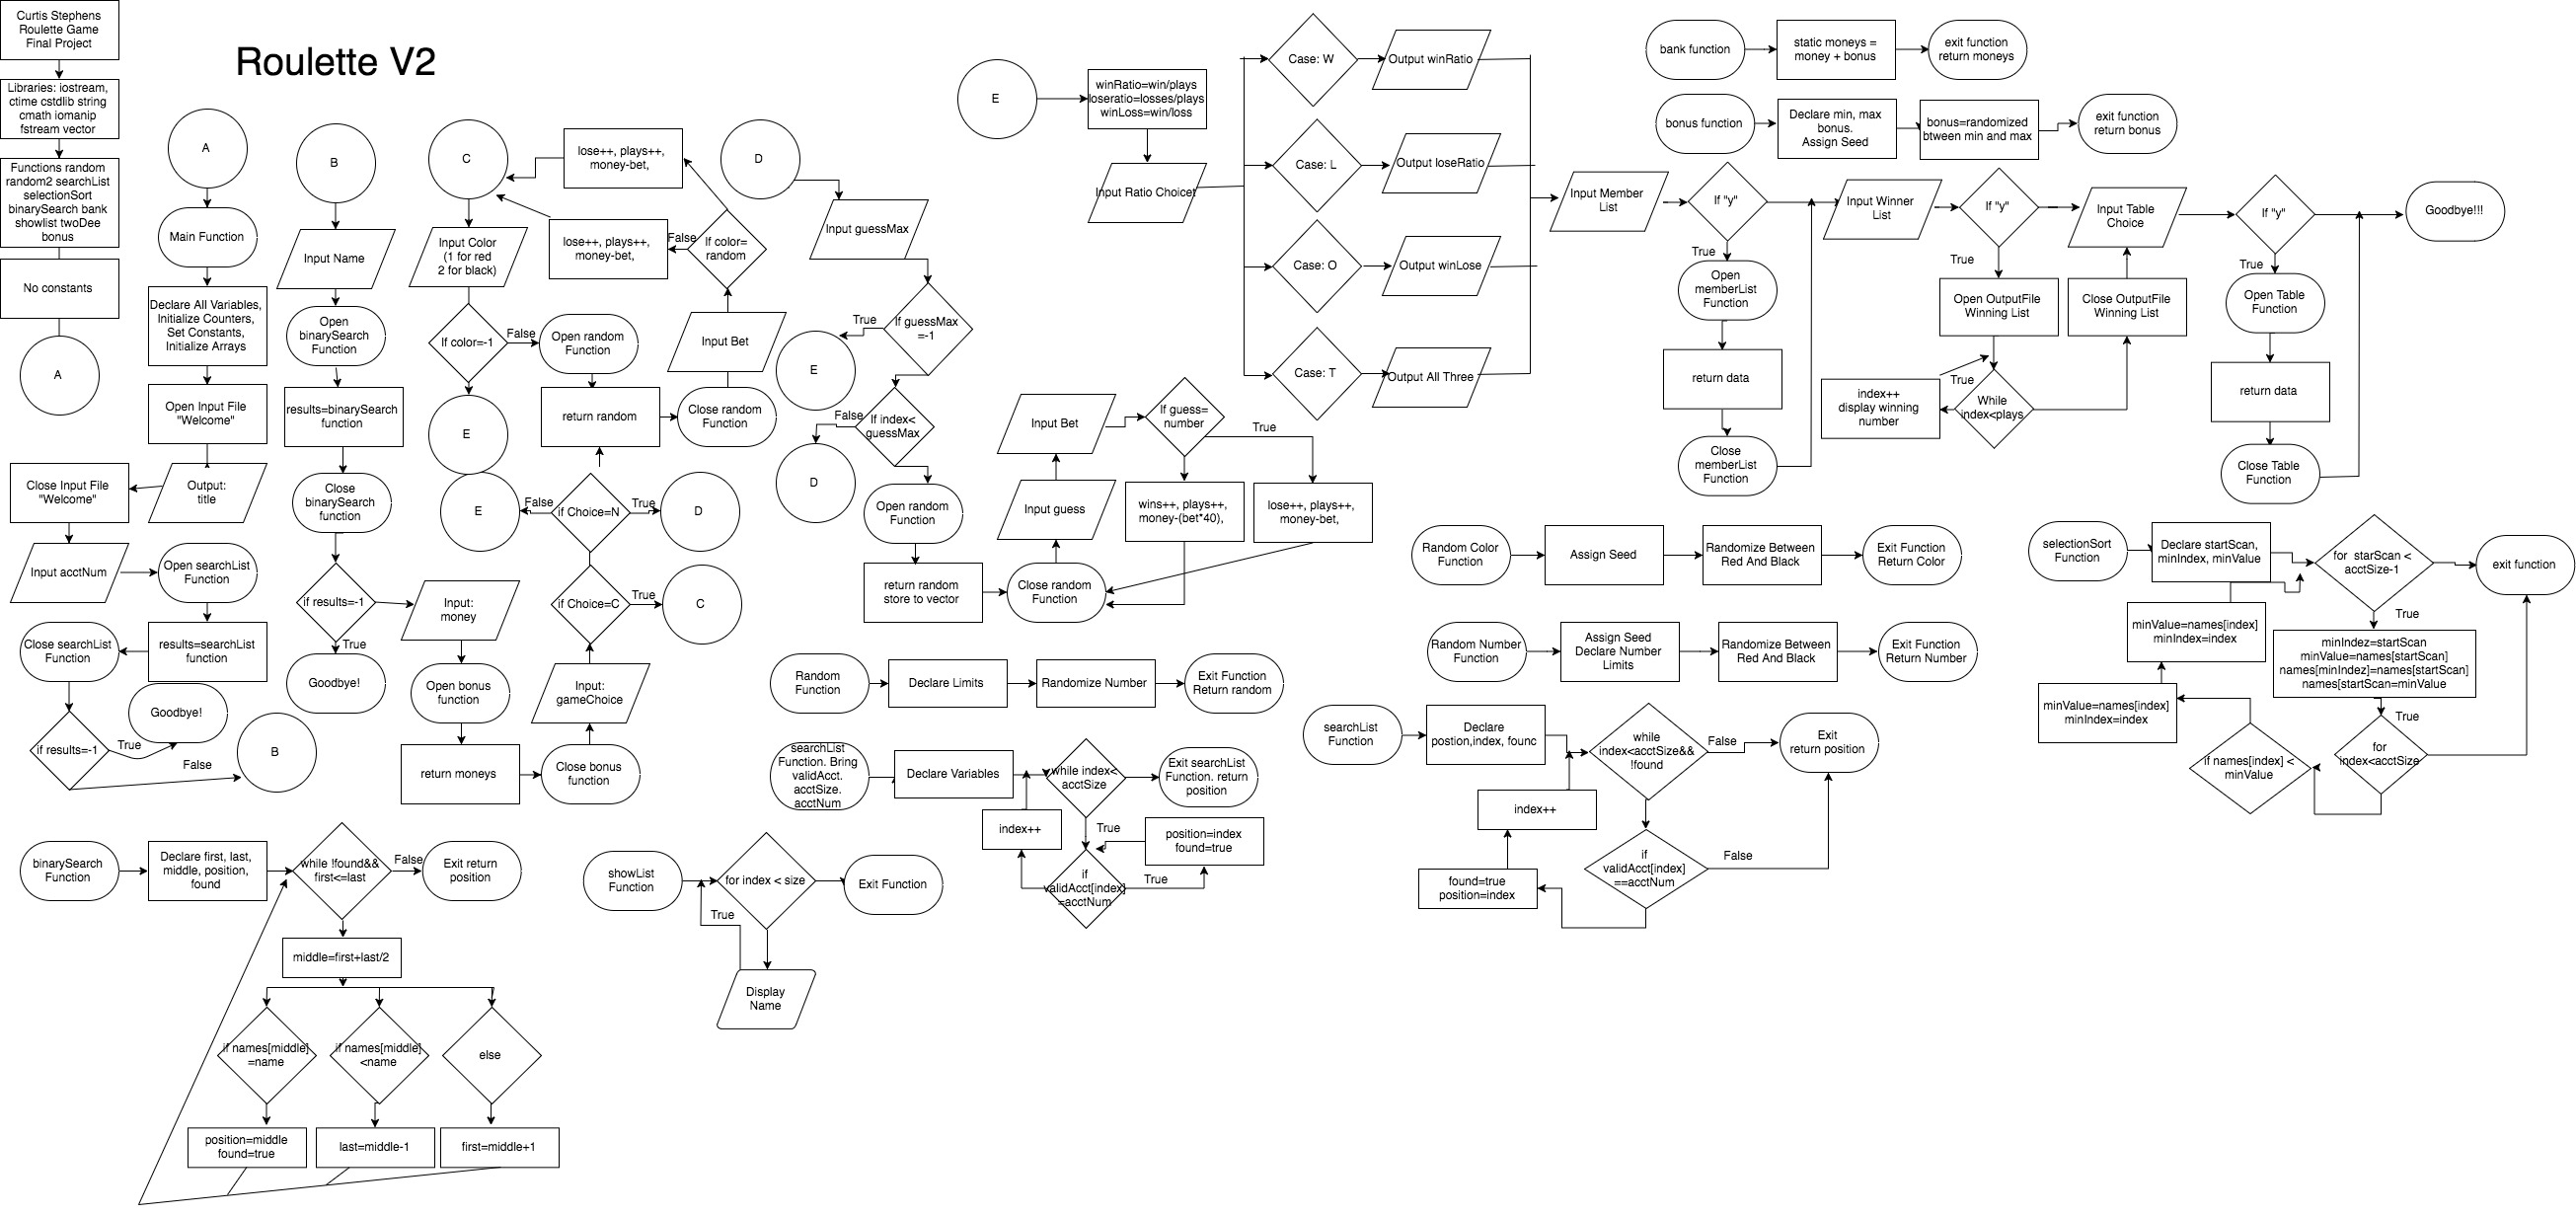 Curtis Stephens
Roulette Game
Final Project
Roulette V2
Libraries: iostream,
ctime cstdlib string
cmath iomanip
fstream vector
Functions random
random2 searchList
selectionSort
binarySearch bank
showlist twoDee
bonus
No constants
A
A
Main Function
Declare All Variables,
Initialize Counters,
Set Constants,
Initialize Arrays
Open Input File
"Welcome"
Output:
title
Close Input File
"Welcome"
Input acctNum
Open searchList
Function
results=searchList
function
Close searchList
Function
if results=-1
True
Goodbye!
False
B
B
Input Name
Open
binarySearch
Function
results=binarySearch
function
Close
binarySearch
function
if results=-1
True
Goodbye!
Input:
money
Open bonus
function
return moneys
Close bonus
function
Input:
gameChoice
if Choice=C
True
C
if Choice=N
True
D
False
E
C
Input Color
(1 for red
2 for black)
If color=-1
False
E
Open random
Function
return random
Close random
Function
Input Bet
If color=
random
False
lose++, plays++,
money-bet,
lose++, plays++,
money-bet,
D
Input guessMax
If guessMax
=-1
True
E
If index<
guessMax
False
D
Open random
Function
return random
store to vector
Close random
Function
Input guess
Input Bet
If guess=
number
True
wins++, plays++,
money-(bet*40),
lose++, plays++,
money-bet,
E
winRatio=win/plays
loseratio=losses/plays
winLoss=win/loss
Input Ratio Choicet
Case: W
Output winRatio
Case: L
Output loseRatio
Case: O
Output winLose
Case: T
Output All Three
Input Member
List
If "y"
True
Open
memberList
Function
return data
Close
memberList
Function
Input Winner
List
If "y"
True
Open OutputFile
Winning List
While
index<plays
True
index++
display winning
number
Close OutputFile
Winning List
Input Table
Choice
If "y"
True
Open Table
Function
return data
Close Table
Function
Goodbye!!!
bank function
static moneys =
money + bonus
exit function
return moneys
bonus function
Declare min, max
bonus.
Assign Seed
bonus=randomized
btween min and max
exit function
return bonus
Random Color
Function
Assign Seed
Randomize Between
Red And Black
Exit Function
Return Color
Random Number
Function
Assign Seed
Declare Number
Limits
Randomize Between
Red And Black
Exit Function
Return Number
selectionSort
Function
Declare startScan,
minIndex, minValue
for  starScan <
acctSize-1
exit function
True
minIndez=startScan
minValue=names[startScan]
names[minIndez]=names[startScan]
names[startScan=minValue
True
for
index<acctSize
if names[index] <
minValue
minValue=names[index]
minIndex=index
minValue=names[index]
minIndex=index
Random
Function
Declare Limits
Randomize Number
Exit Function
Return random
searchList
Function. Bring
validAcct.
acctSize.
acctNum
Declare Variables
while index<
acctSize
Exit searchList
Function. return
position
True
index++
if
validAcct[index]
=acctNum
True
position=index
found=true
searchList
Function
Declare
postion,index, founc
while
index<acctSize&&
!found
False
Exit
return position
if
validAcct[index]
==acctNum
False
found=true
position=index
index++
binarySearch
Function
Declare first, last,
middle, position,
found
while !found&&
first<=last
False
Exit return
position
middle=first+last/2
if names[middle]
=name
if names[middle]
<name
else
position=middle
found=true
last=middle-1
first=middle+1
showList
Function
for index < size
Exit Function
True
Display
Name